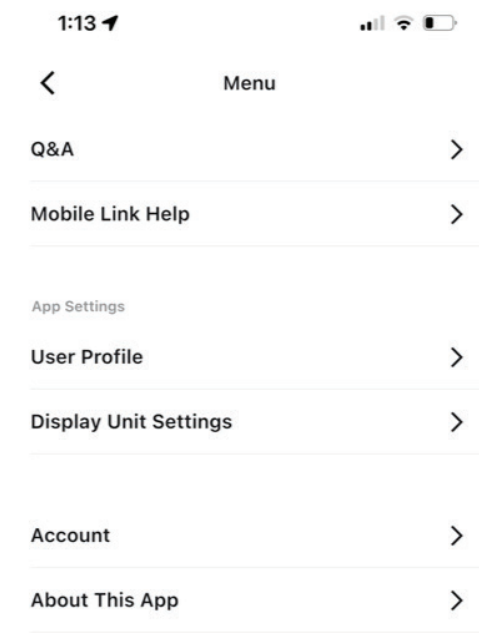 1:13
Menu
Q&A
Mobile Link Help
App Settings
User Profile
Display Unit Settings
Account
About This App